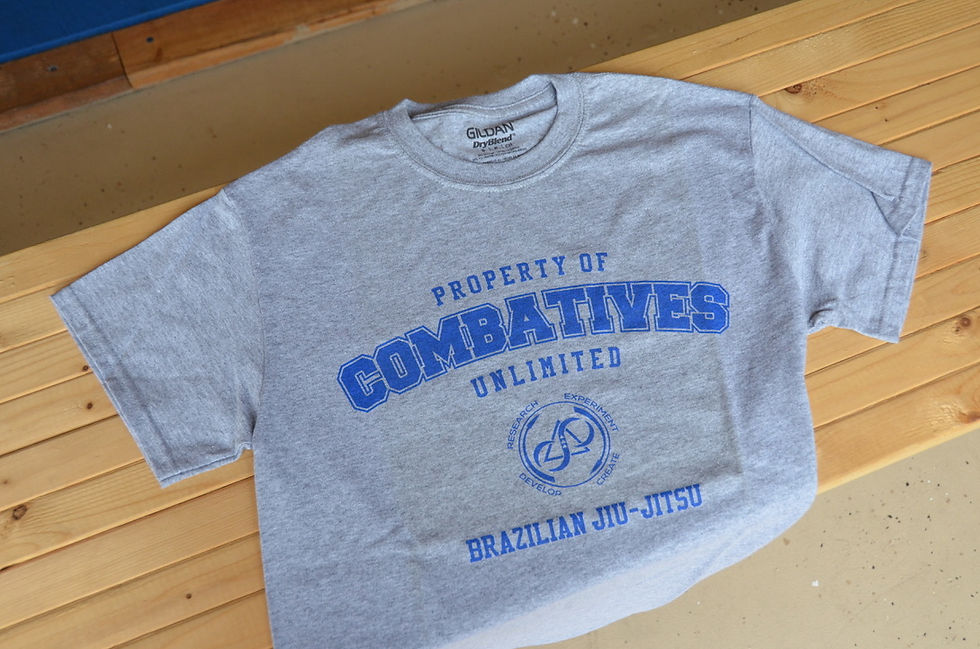 GILDAN
DryBlend
PROPERTY OF
COMBATIVES
UNLIMITED
RESEARCH EXPERIMENT
DEVELOP CREATE
BRAZILIAN JIU-JITSU